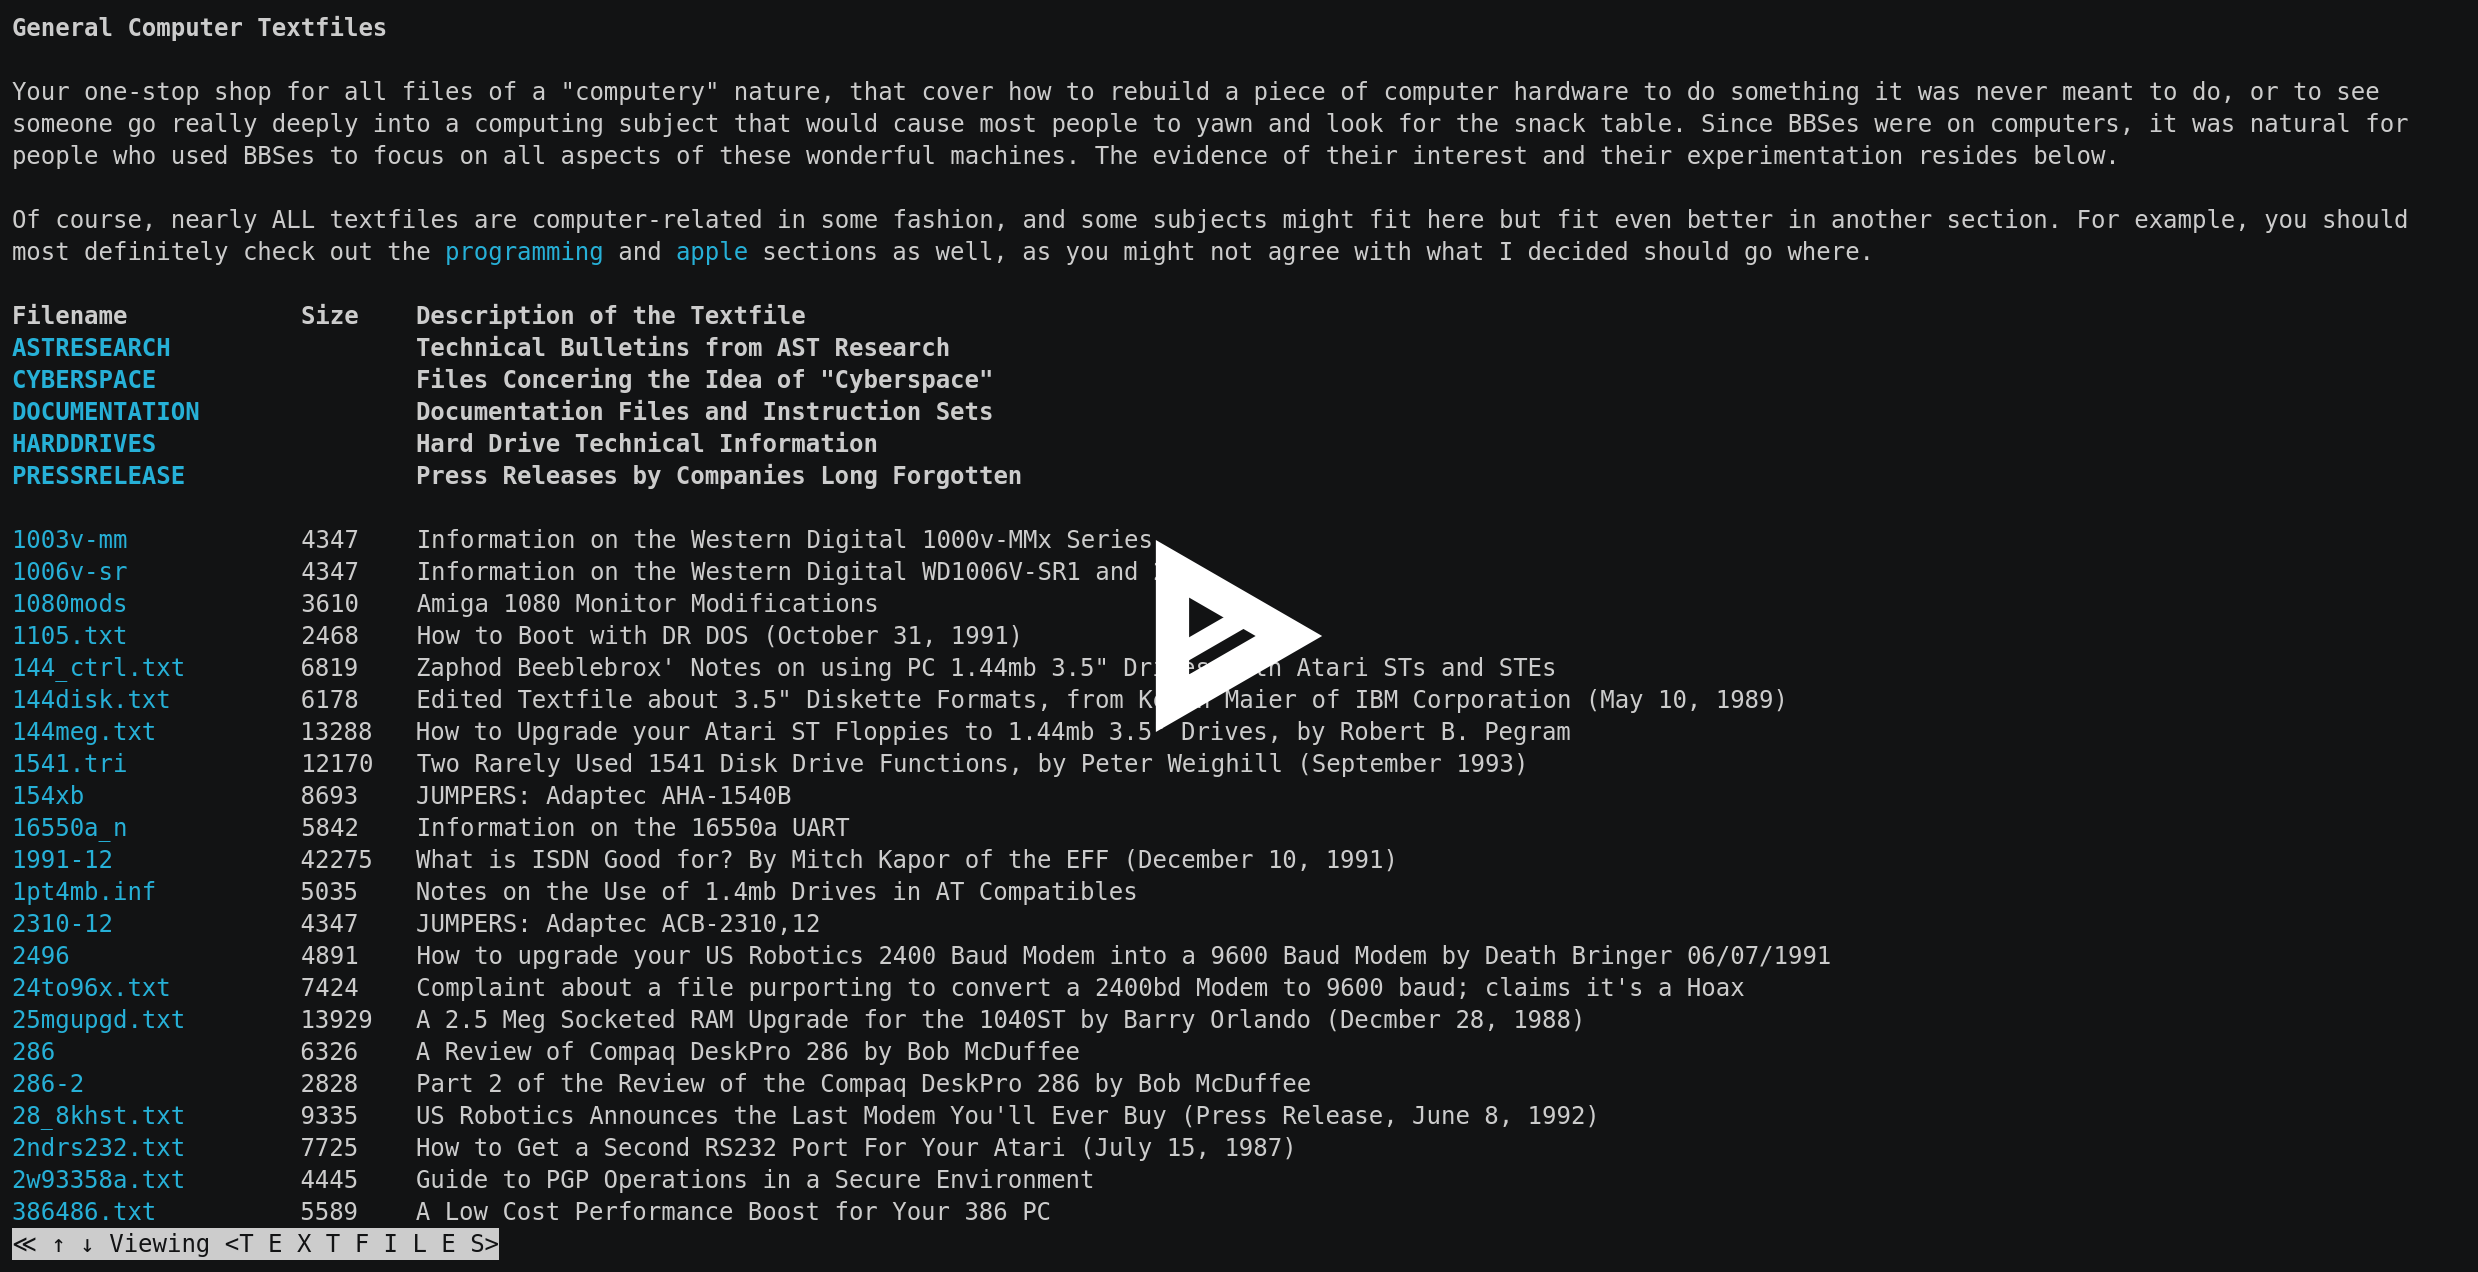 General Computer Textfiles
Your one-stop shop for all files of a "computery" nature, that cover how to rebuild a piece of computer hardware to do something it was never meant to do, or to see
someone go really deeply into a computing subject that would cause most people to yawn and look for the snack table. Since BBSes were on computers, it was natural for
people who used BBSes to focus on all aspects of these wonderful machines. The evidence of their interest and their experimentation resides below.
Of course, nearly ALL textfiles are computer-related in some fashion, and some subjects might fit here but fit even better in another section. For example, you should
most definitely check out the programming and apple sections as well, as you might not agree with what I decided should go where.
Filename Size Description of the Textfile
ASTRESEARCH Technical Bulletins from AST Research
CYBERSPACE Files Concering the Idea of "Cyberspace"
DOCUMENTATION Documentation Files and Instruction Sets
HARDDRIVES Hard Drive Technical Information
PRESSRELEASE Press Releases by Companies Long Forgotten
1003v-mm 4347 Information on the Western Digital 1000v-MMx Series
1006v-sr 4347 Information on the Western Digital WD1006V-SR1 and
1080mods 3610 Amiga 1080 Monitor Modifications
1105.txt 2468 How to Boot with DR DOS (October 31, 1991)
144_ctrl.txt 6819 Zaphod Beeblebrox' Notes on using PC 1.44mb 3.5" Atari STs and STEs
144disk.txt 6178 Edited Textfile about 3.5" Diskette Formats, from Maier of IBM Corporation (May 10, 1989)
144meg.txt 13288 How to Upgrade your Atari ST Floppies to 1.44mb 3.5" Drives, by Robert B. Pegram
1541.tri 12170 Two Rarely Used 1541 Disk Drive Functions, by Peter Weighill (September 1993)
154xb 8693 JUMPERS: Adaptec AHA-1540B
16550a_n 5842 Information on the 16550a UART
1991-12 42275 What is ISDN Good for? By Mitch Kapor of the EFF (December 10, 1991)
1pt4mb.inf 5035 Notes on the Use of 1.4mb Drives in AT Compatibles
2310-12 4347 JUMPERS: Adaptec ACB-2310,12
2496 4891 How to upgrade your US Robotics 2400 Baud Modem into a 9600 Baud Modem by Death Bringer 06/07/1991
24to96x.txt 7424 Complaint about a file purporting to convert a 2400bd Modem to 9600 baud; claims it's a Hoax
25mgupgd.txt 13929 A 2.5 Meg Socketed RAM Upgrade for the 1040ST by Barry Orlando (Decmber 28, 1988)
286 6326 A Review of Compaq DeskPro 286 by Bob McDuffee
286-2 2828 Part 2 of the Review of the Compaq DeskPro 286 by Bob McDuffee
28_8khst.txt 9335 US Robotics Announces the Last Modem You'll Ever Buy (Press Release, June 8, 1992)
2ndrs232.txt 7725 How to Get a Second RS232 Port For Your Atari (July 15, 1987)
2w93358a.txt 4445 Guide to PGP Operations in a Secure Environment
386486.txt 5589 A Low Cost Performance Boost for Your 386 PC
≪ ↑ ↓ Viewing <T E X T F I L E S>